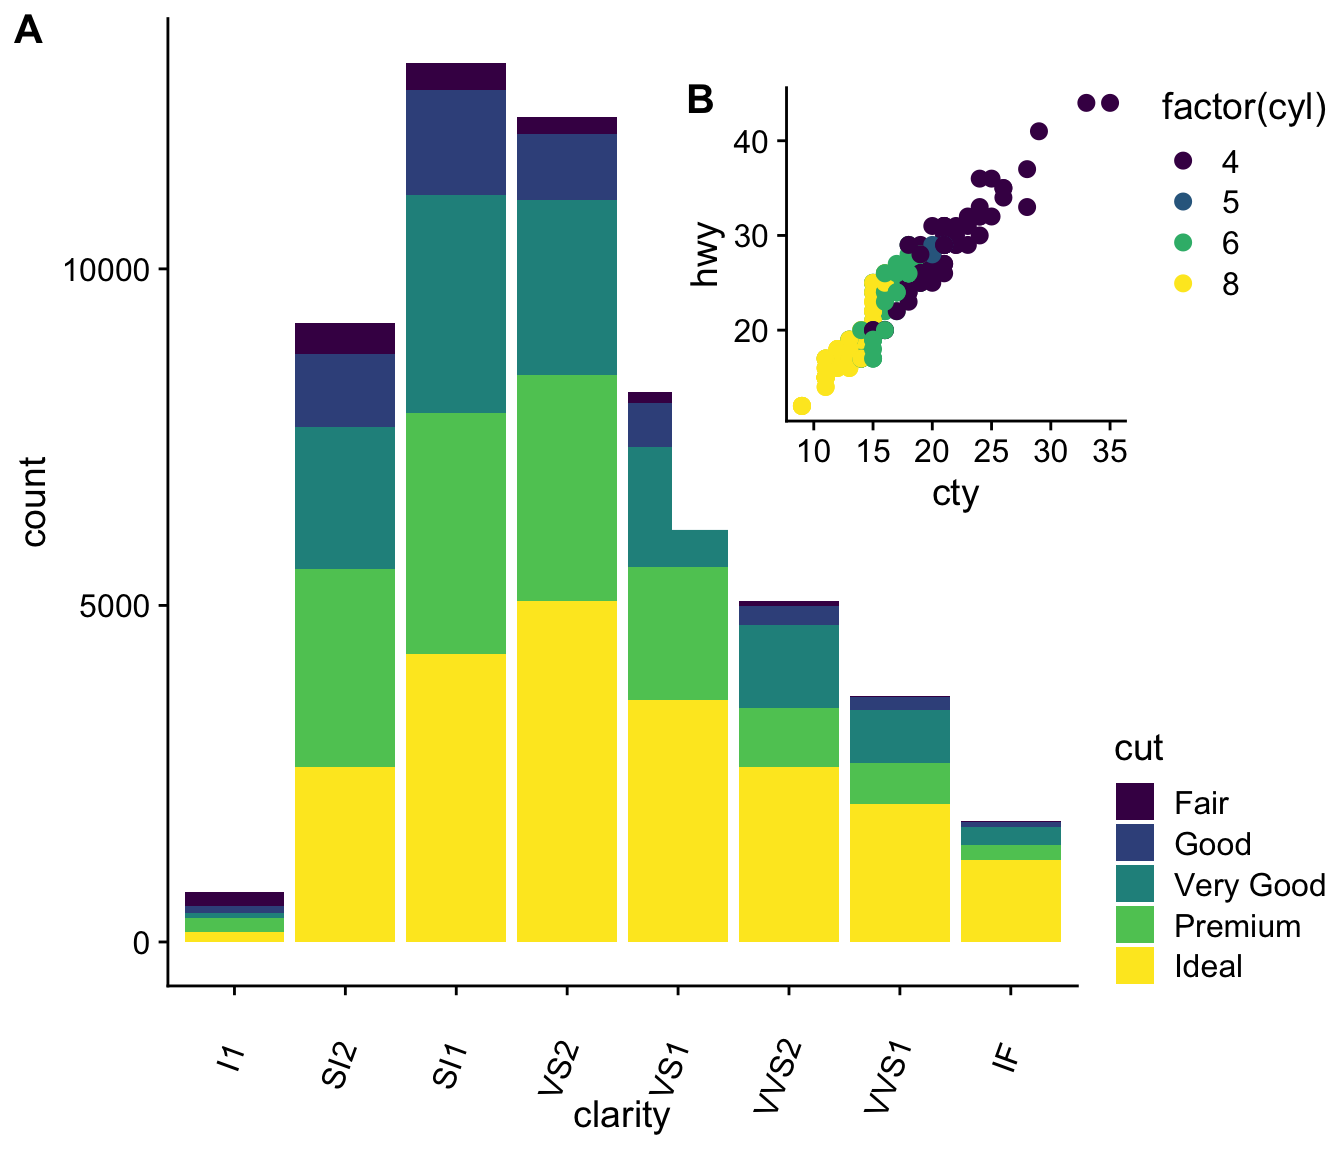 A
count
10000
5000
0
I1
SI2
SI1
VS2
VS1
VVS2
VVS1
IF
clarity
B
hwy
40
30
20
10 15 20 25 30 35
cty
factor(cyl)
4
5
6
8
cut
Fair
Good
Very Good
Premium
Ideal